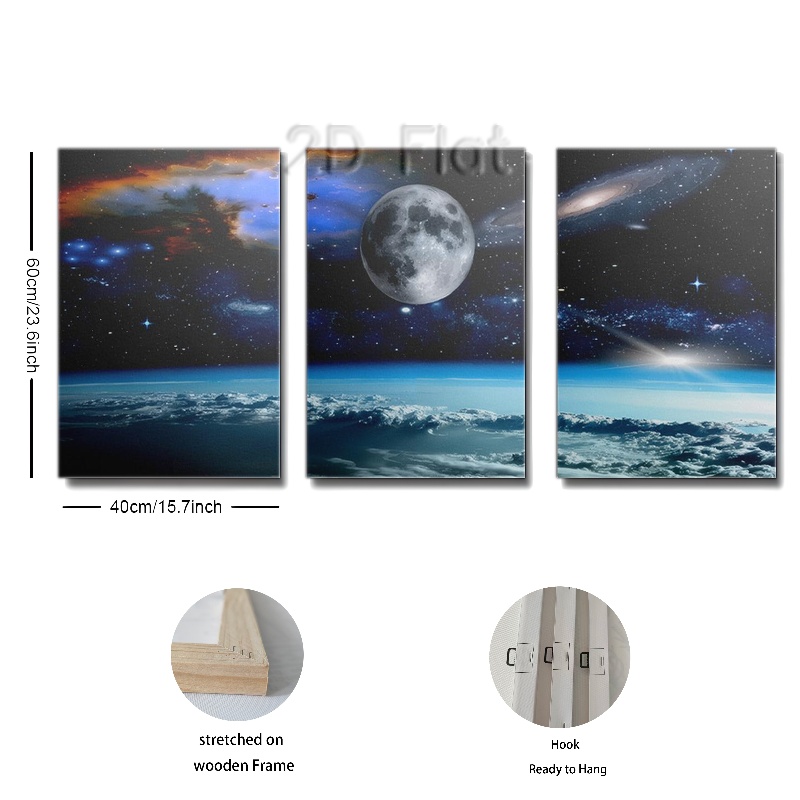 2D Flat
60cm/23.6inch
40cm/15.7inch
stretched on
wooden Frame
Hook
Ready to Hang